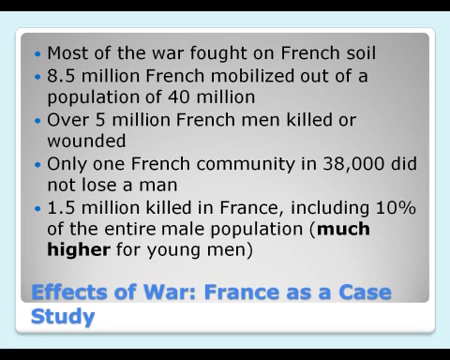 Most of the war fought on French soil
8.5 million French mobilized out of a
population of 40 million
Over 5 million French men killed or
wounded
Only one French community in 38,000 did
not lose a man
1.5 million killed in France, including 10%
of the entire male population (much
higher for young men)
Effects of War: France as a Case
Study